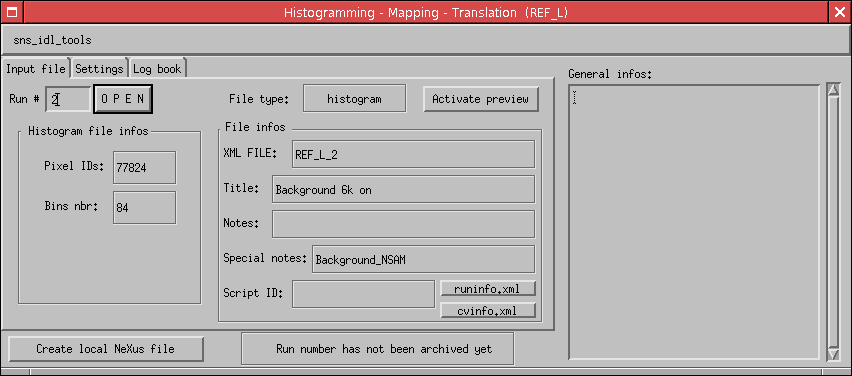 Histogramming - Mapping - Translation (REF_L)
sns_idl_tools
Input file Settings Log book
Run # 2 O P E N File type: histogram Activate preview
Histogram file infos
Pixel IDs: 77824
Bins nbr: 84
File infos
XML FILE: REF_L_2
Title: Background 6k on
Notes:
Special notes: Background_NSAM
Script ID: runinfo.xml
cvinfo.xml
Create local NeXus file Run number has not been archived yet
General infos: